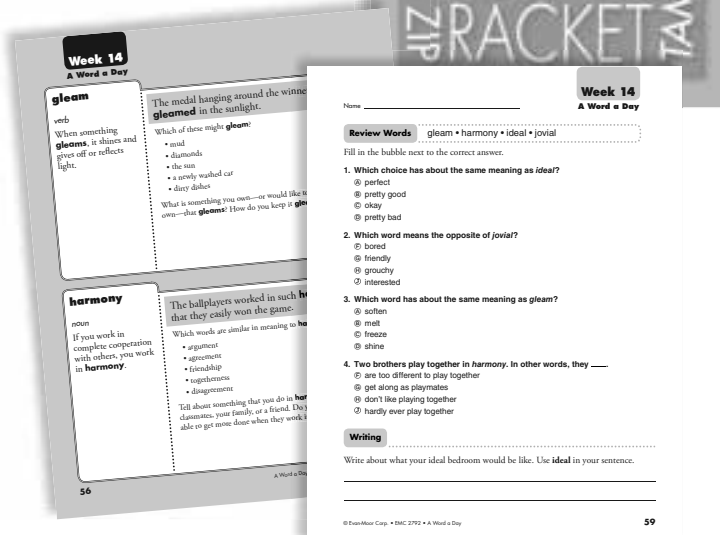 ZIP RACKET
Week 14
A Word a Day
gleam
verb
When something
gleams, it shines and
gives off or reflects
light.
The medal hanging around the
gleamed in the sunlight.
Which of these might gleam?
• mud
• diamonds
• the sun
• a newly washed car
• dirty dishes
What is something you own—or would like to
own—that gleams? How do you keep it
harmony
noun
If you work in
complete cooperation
with others, you work
in harmony.
The ballplayers worked in such
that they easily won the game.
Which words are similar in meaning to
• argument
• agreement
• friendship
• togetherness
• disagreement
Tell about something that you do in
classmates, your family, or a friend. Do
able to get more done when they work
56
A Word a
Week 14
A Word a Day
Name
Review Words gleam • harmony • ideal • jovial
Fill in the bubble next to the correct answer.
1. Which choice has about the same meaning as ideal?
Ⓐ perfect
Ⓑ pretty good
Ⓒ okay
Ⓓ pretty bad
2. Which word means the opposite of jovial?
Ⓕ bored
Ⓖ friendly
Ⓗ grouchy
Ⓙ interested
3. Which word has about the same meaning as gleam?
Ⓐ soften
Ⓑ melt
Ⓒ freeze
Ⓓ shine
4. Two brothers play together in harmony. In other words, they ___.
Ⓕ are too different to play together
Ⓖ get along as playmates
Ⓗ don't like playing together
Ⓙ hardly ever play together
Writing
Write about what your ideal bedroom would be like. Use ideal in your sentence.
© Evan-Moor Corp. • EMC 2792 • A Word a Day
59